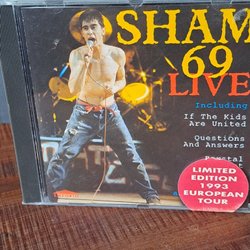 SHAM
69
LIVE
Including
If The Kids
Are United
Questions
And Answers
LIMITED
EDITION
1993
EUROPEAN
TOUR